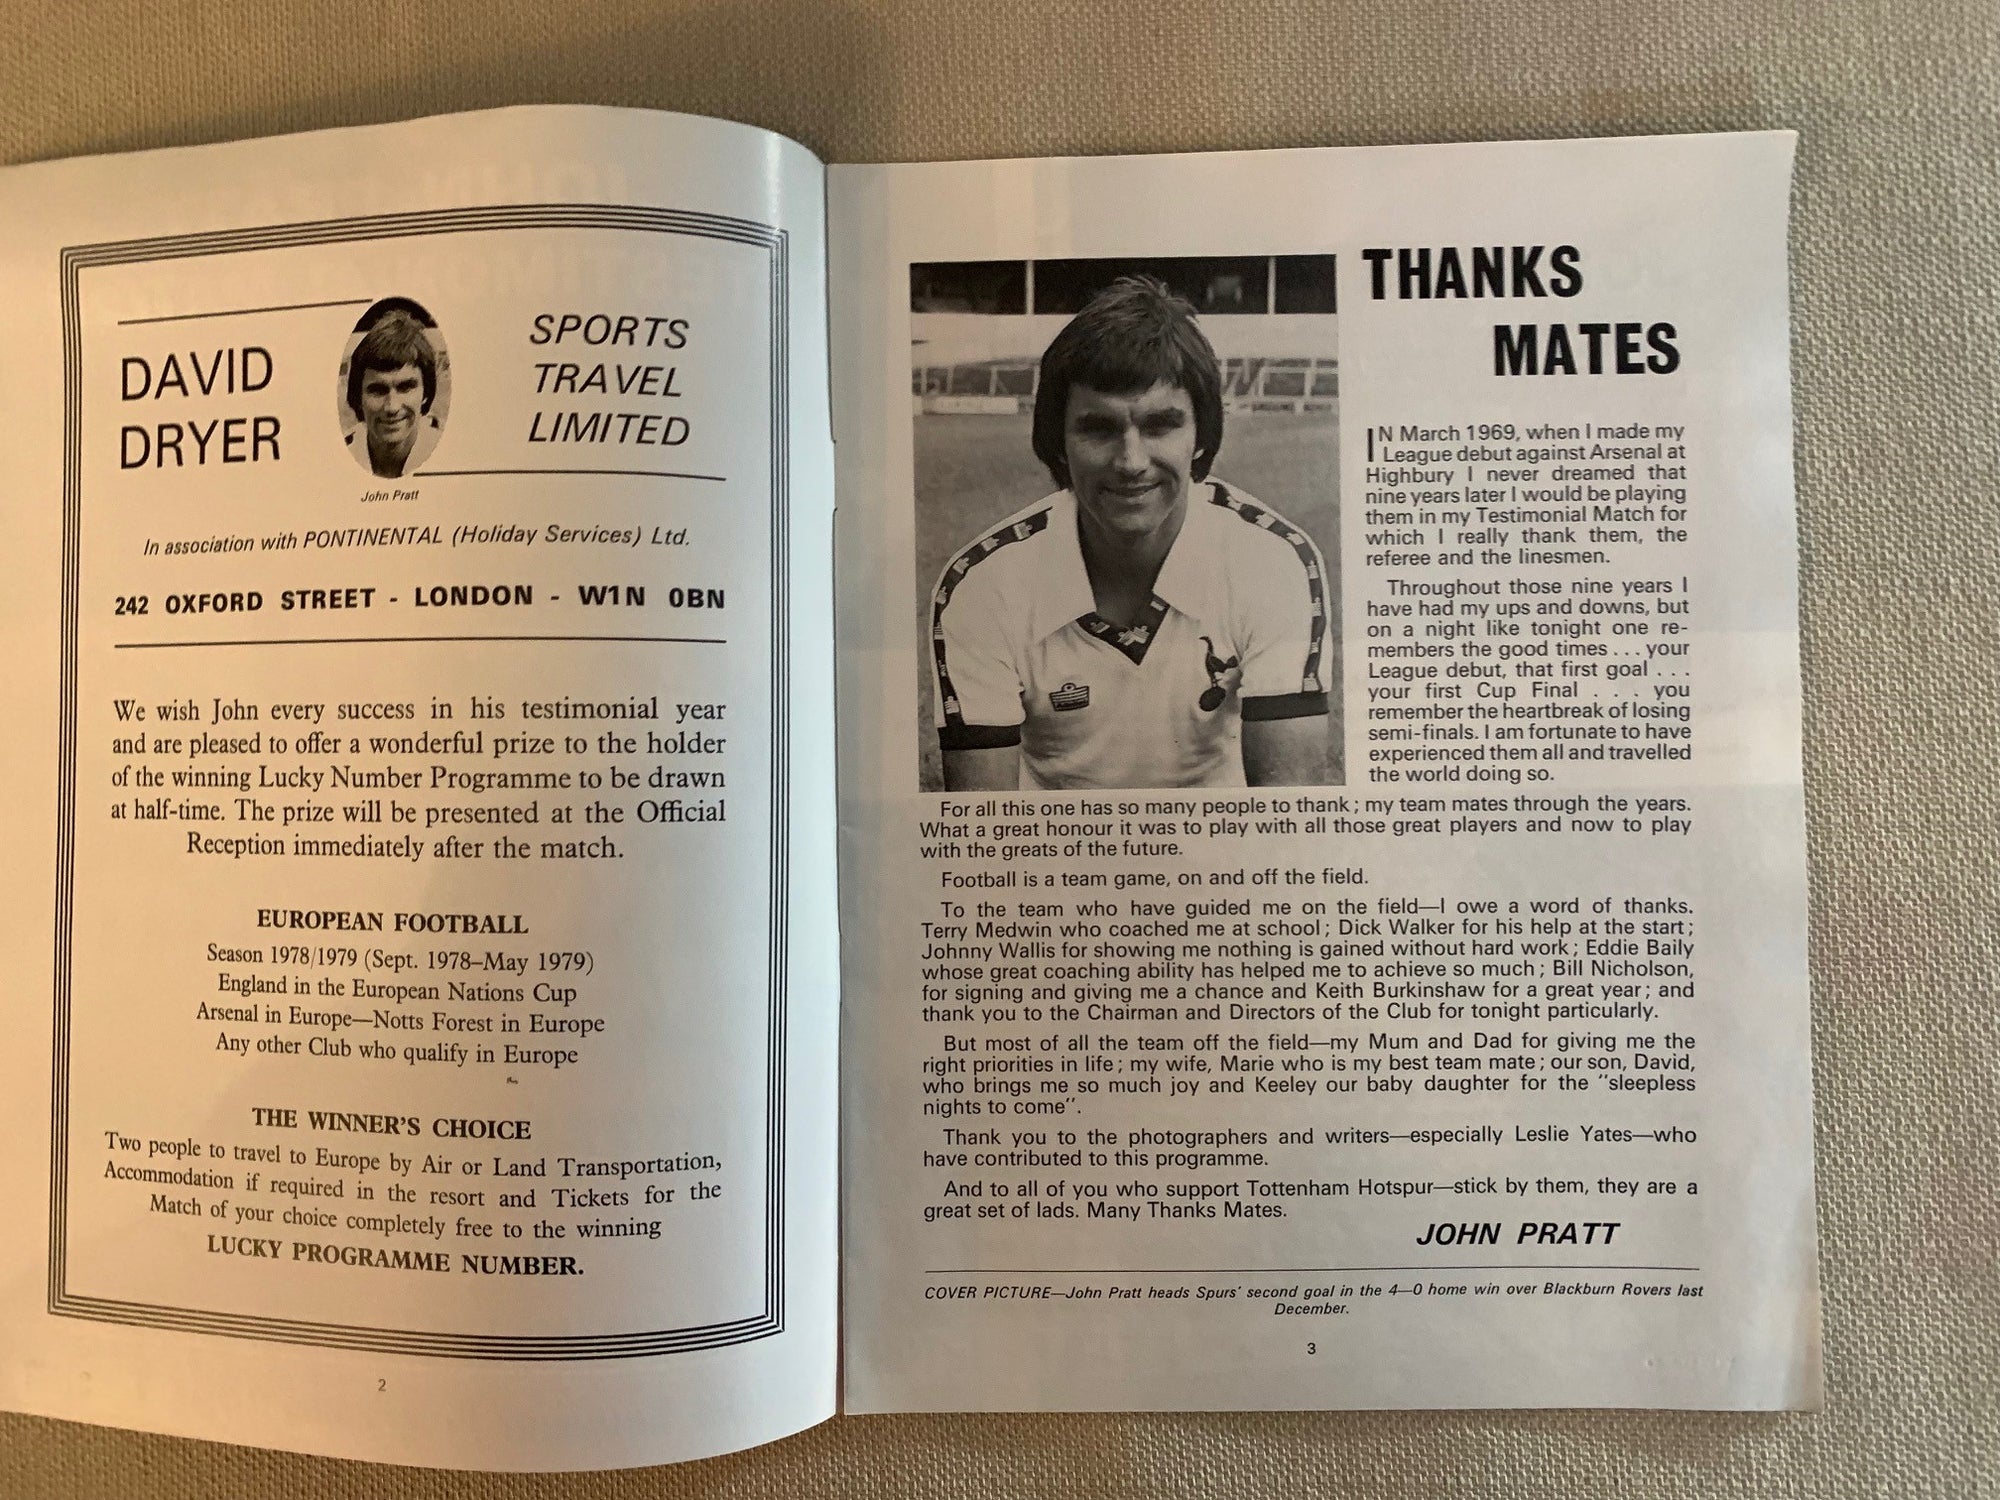 DAVID
DRYER
John Pratt
SPORTS
TRAVEL
LIMITED
In association with PONTINENTAL (Holiday Services) Ltd.
242 OXFORD STREET - LONDON - W1N 0BN
We wish John every success in his testimonial year
and are pleased to offer a wonderful prize to the holder
of the winning Lucky Number Programme to be drawn
at half-time. The prize will be presented at the Official
Reception immediately after the match.
EUROPEAN FOOTBALL
Season 1978/1979 (Sept. 1978–May 1979)
England in the European Nations Cup
Arsenal in Europe—Notts Forest in Europe
Any other Club who qualify in Europe
THE WINNER'S CHOICE
Two people to travel to Europe by Air or Land Transportation,
Accommodation if required in the resort and Tickets for the
Match of your choice completely free to the winning
LUCKY PROGRAMME NUMBER.
2
THANKS
MATES
IN March 1969, when I made my
League debut against Arsenal at
Highbury I never dreamed that
nine years later I would be playing
them in my Testimonial Match for
which I really thank them, the
referee and the linesmen.
Throughout those nine years I
have had my ups and downs, but
on a night like tonight one re-
members the good times . . . your
League debut, that first goal . . .
your first Cup Final . . . you
remember the heartbreak of losing
semi-finals. I am fortunate to have
experienced them all and travelled
the world doing so.
For all this one has so many people to thank; my team mates through the years.
What a great honour it was to play with all those great players and now to play
with the greats of the future.
Football is a team game, on and off the field.
To the team who have guided me on the field—I owe a word of thanks.
Terry Medwin who coached me at school; Dick Walker for his help at the start;
Johnny Wallis for showing me nothing is gained without hard work; Eddie Baily
whose great coaching ability has helped me to achieve so much; Bill Nicholson,
for signing and giving me a chance and Keith Burkinshaw for a great year; and
thank you to the Chairman and Directors of the Club for tonight particularly.
But most of all the team off the field—my Mum and Dad for giving me the
right priorities in life; my wife, Marie who is my best team mate; our son, David,
who brings me so much joy and Keeley our baby daughter for the "sleepless
nights to come".
Thank you to the photographers and writers—especially Leslie Yates—who
have contributed to this programme.
And to all of you who support Tottenham Hotspur—stick by them, they are a
great set of lads. Many Thanks Mates.
JOHN PRATT
COVER PICTURE—John Pratt heads Spurs' second goal in the 4—0 home win over Blackburn Rovers last
December.
3